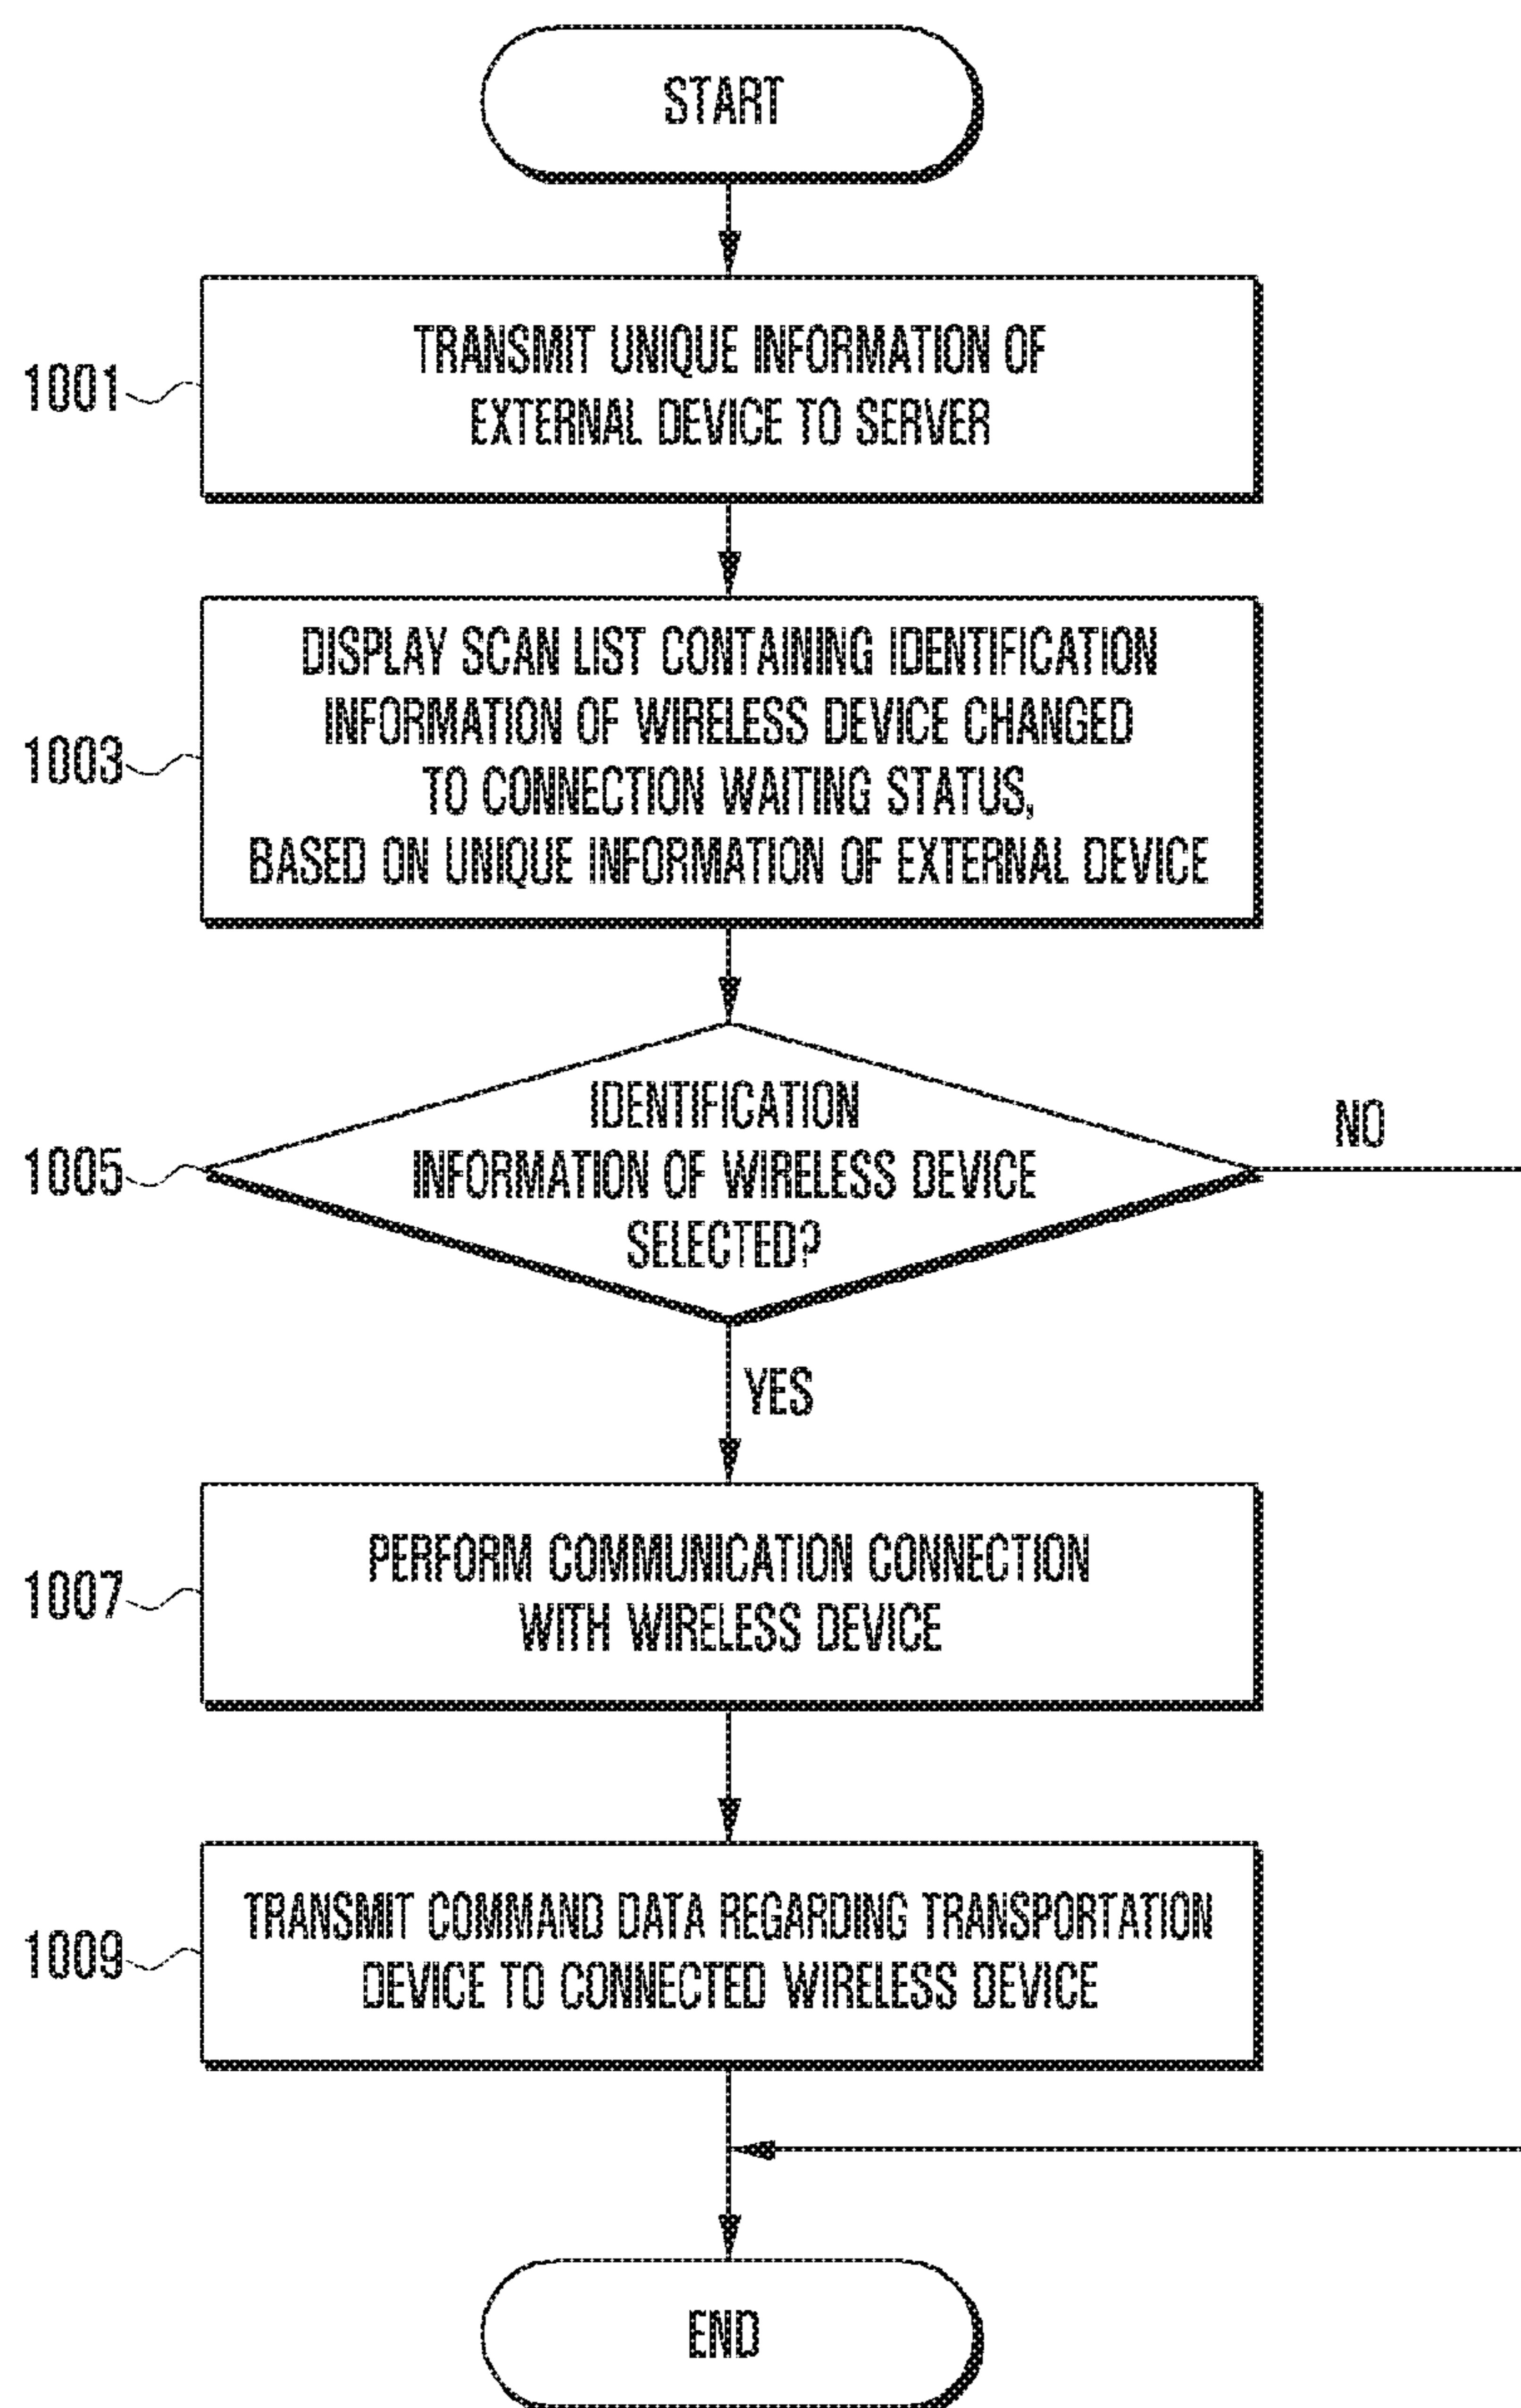 START
1001
TRANSMIT UNIQUE INFORMATION OF
EXTERNAL DEVICE TO SERVER
1003
DISPLAY SCAN LIST CONTAINING IDENTIFICATION
INFORMATION OF WIRELESS DEVICE CHANGED
TO CONNECTION WAITING STATUS,
BASED ON UNIQUE INFORMATION OF EXTERNAL DEVICE
1005
IDENTIFICATION
INFORMATION OF WIRELESS DEVICE
SELECTED?
NO
YES
1007
PERFORM COMMUNICATION CONNECTION
WITH WIRELESS DEVICE
1009
TRANSMIT COMMAND DATA REGARDING TRANSPORTATION
DEVICE TO CONNECTED WIRELESS DEVICE
END